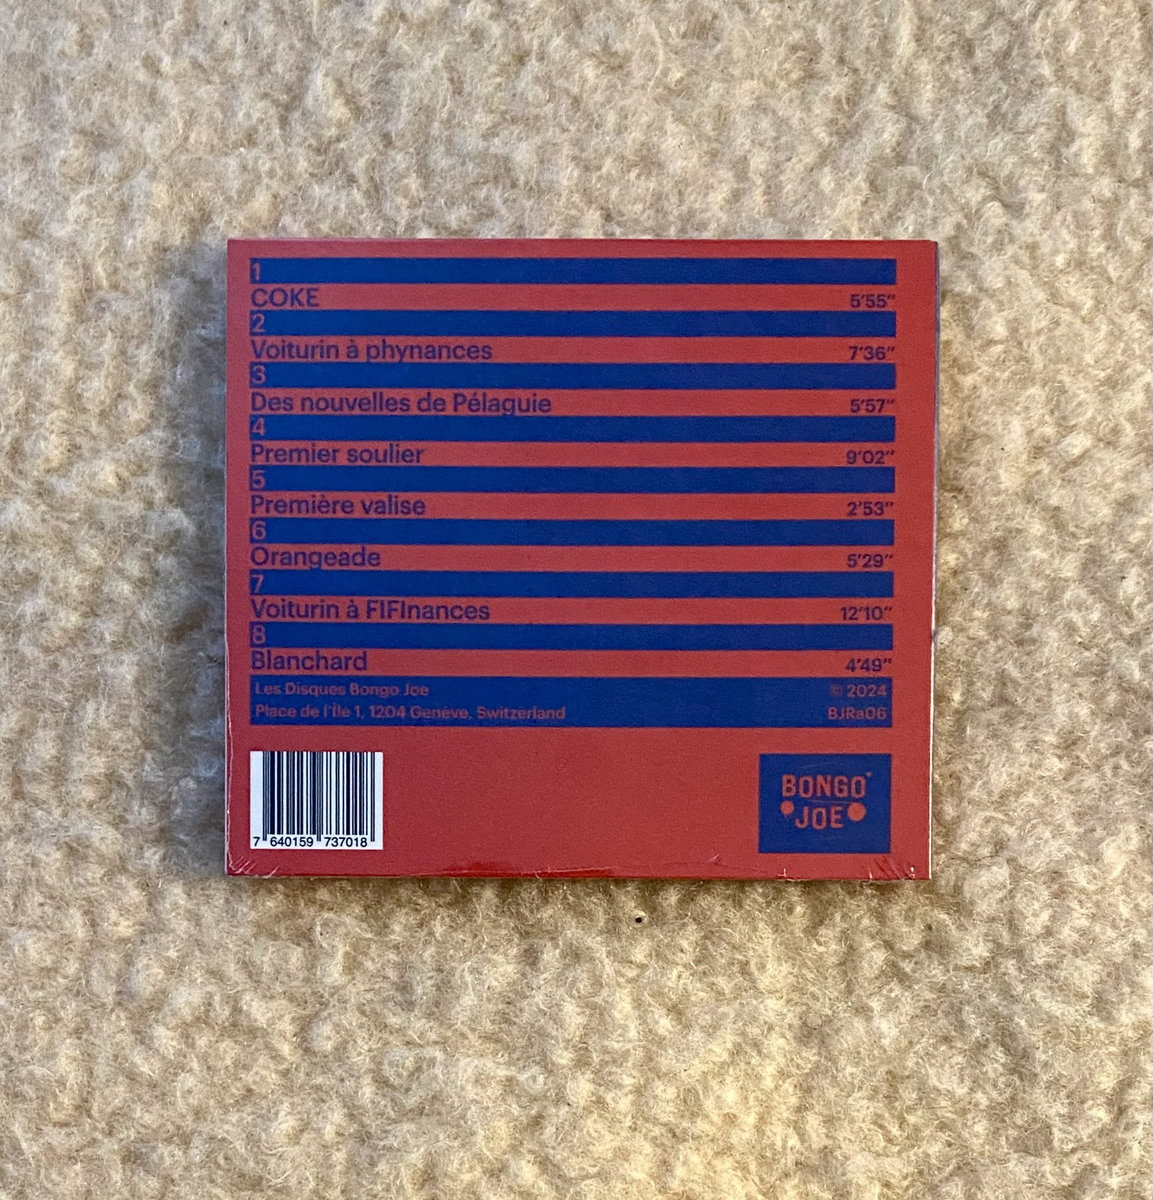 1
COKE 5'55"
2
Voiturin à phynances 7'36"
3
Des nouvelles de Pélaguie 5'57"
4
Premier soulier 9'02"
5
Première valise 2'53"
6
Orangeade 5'29"
7
Voiturin à FIFInances 12'10"
8
Blanchard 4'49"
Les Disques Bongo Joe © 2024
Place de l'Île 1, 1204 Genève, Switzerland BJRa06
7 640159 737018
BONGO
JOE